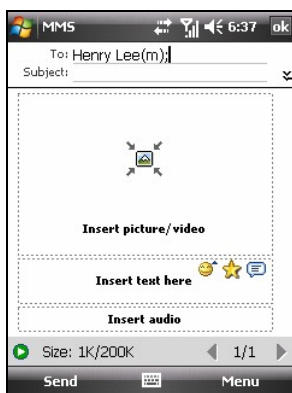 MMS 6:37 ok
To: Henry Lee(m);
Subject:
Insert picture/video
Insert text here
Insert audio
Size: 1K/200K 1/1
Send Menu